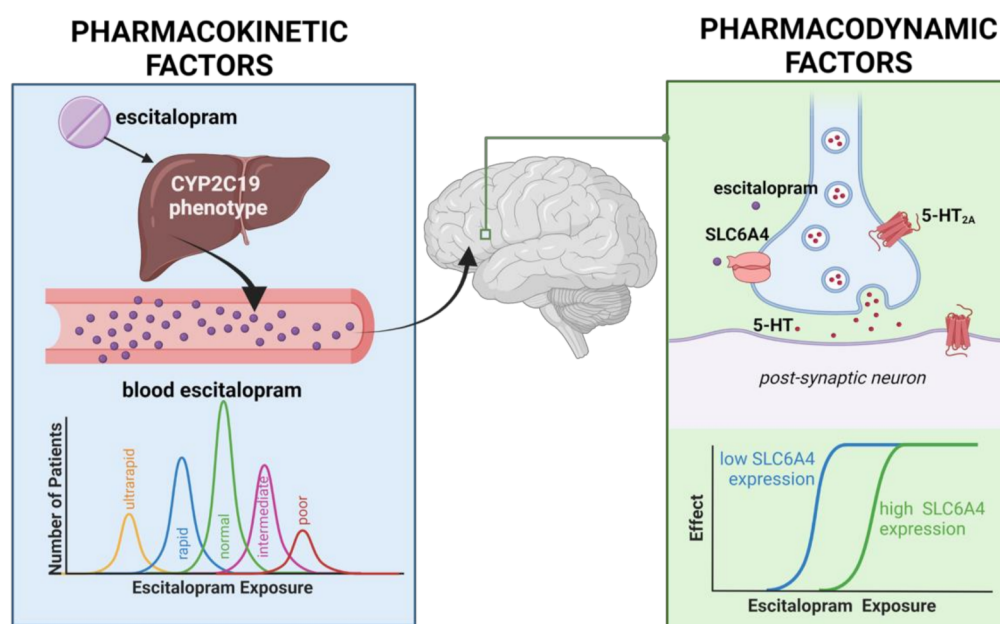 PHARMACOKINETIC
FACTORS
escitalopram
CYP2C19
phenotype
blood escitalopram
Number of Patients
ultrarapid
rapid
normal
intermediate
poor
Escitalopram Exposure
PHARMACODYNAMIC
FACTORS
escitalopram
5-HT2A
SLC6A4
5-HT
post-synaptic neuron
Effect
low SLC6A4
expression
high SLC6A4
expression
Escitalopram Exposure